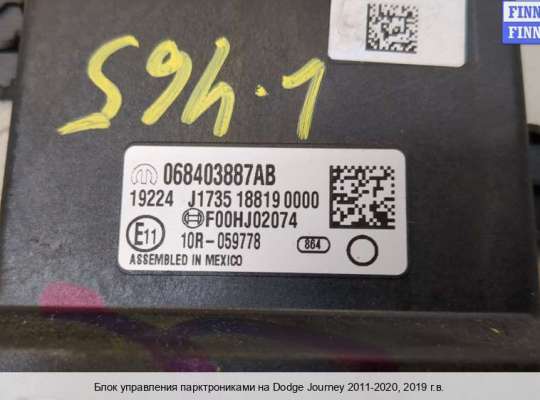 FINN
FINN
1.465
068403887AB
19224 J1735 18819 0000
F00HJ02074
E11 10R-059778 864
ASSEMBLED IN MEXICO
Блок управления парктрониками на Dodge Journey 2011-2020, 2019 г.в.